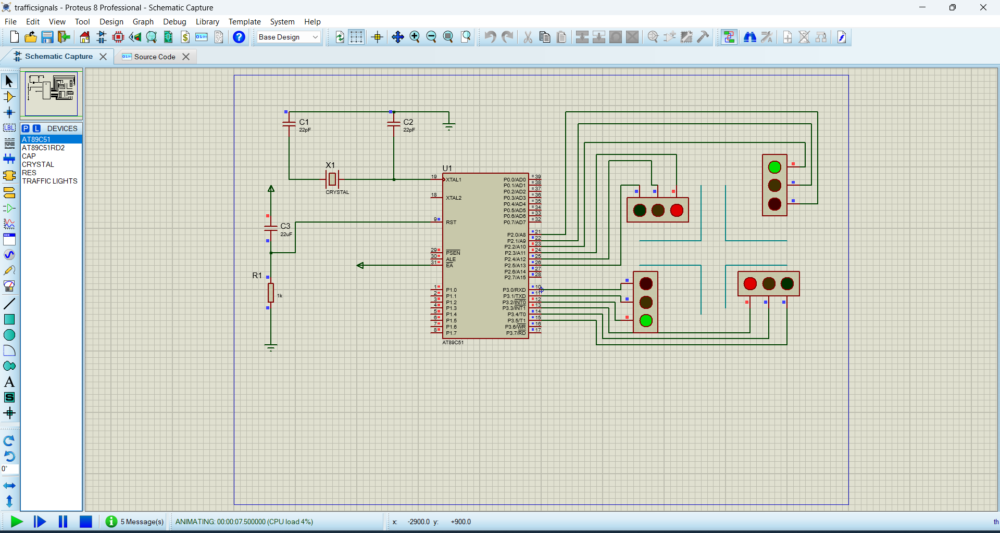 trafficsignals - Proteus 8 Professional - Schematic Capture
File Edit View Tool Design Graph Debug Library Template System Help
Base Design
Schematic Capture
Source Code
P L DEVICES
AT89C51
AT89C51RD2
CAP
CRYSTAL
RES
TRAFFIC LIGHTS
LBL
A
S
0°
C1
22pF
C2
22pF
X1
CRYSTAL
C3
22uF
R1
1k
U1
19 XTAL1
18 XTAL2
9 RST
29 PSEN
30 ALE
31 EA
1 P1.0
2 P1.1
3 P1.2
4 P1.3
5 P1.4
6 P1.5
7 P1.6
8 P1.7
P0.0/AD0 39
P0.1/AD1 38
P0.2/AD2 37
P0.3/AD3 36
P0.4/AD4 35
P0.5/AD5 34
P0.6/AD6 33
P0.7/AD7 32
P2.0/A8 21
P2.1/A9 22
P2.2/A10 23
P2.3/A11 24
P2.4/A12 25
P2.5/A13 26
P2.6/A14 27
P2.7/A15 28
P3.0/RXD 10
P3.1/TXD 11
P3.2/INT0 12
P3.3/INT1 13
P3.4/T0 14
P3.5/T1 15
P3.6/WR 16
P3.7/RD 17
AT89C51
5 Message(s)
ANIMATING: 00:00:07.500000 (CPU load 4%)
x: -2900.0 y: +900.0
th